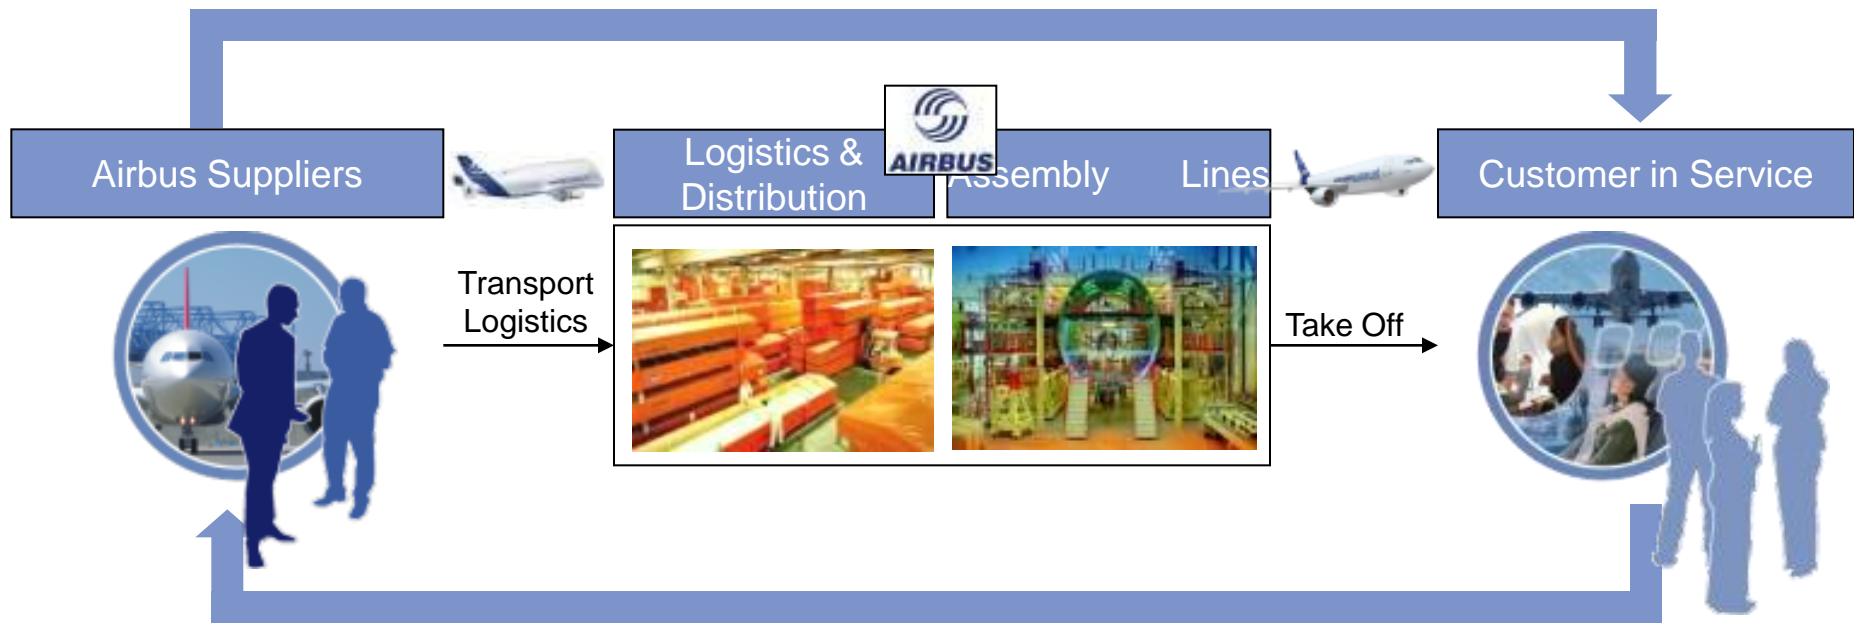 Airbus Suppliers
Logistics &
Distribution
AIRBUS
Assembly Lines
Customer in Service
Transport
Logistics
Take Off